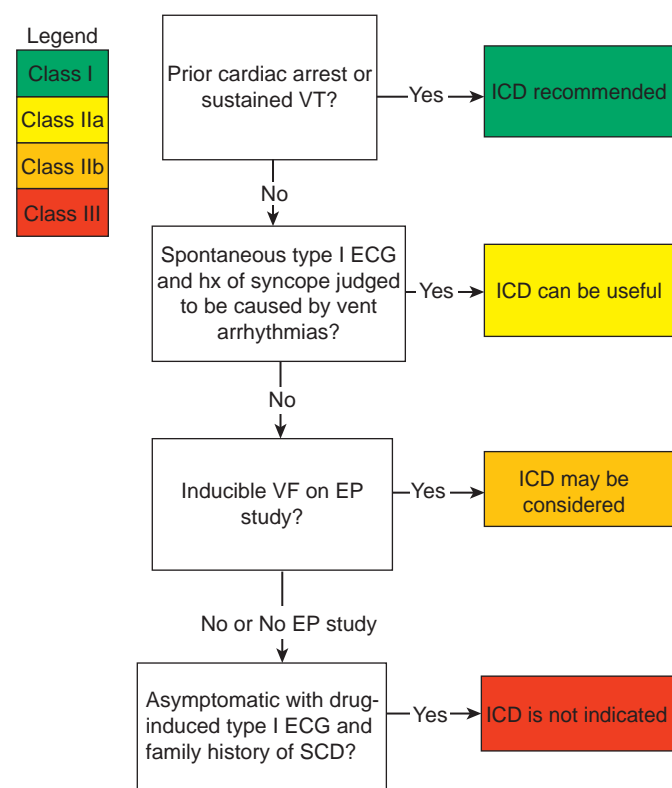 Legend
Class I
Class IIa
Class IIb
Class III
Prior cardiac arrest or
sustained VT?
Yes
ICD recommended
No
Spontaneous type I ECG
and hx of syncope judged
to be caused by vent
arrhythmias?
Yes
ICD can be useful
No
Inducible VF on EP
study?
Yes
ICD may be
considered
No or No EP study
Asymptomatic with drug-
induced type I ECG and
family history of SCD?
Yes
ICD is not indicated